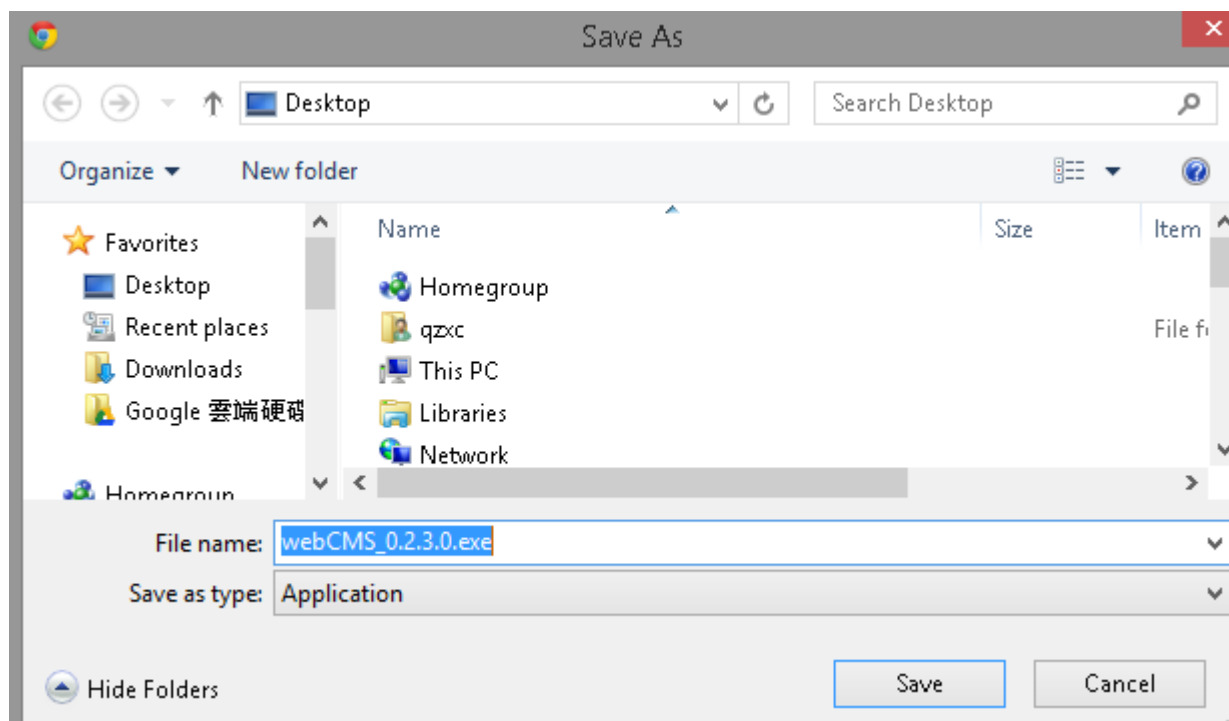 Save As
Desktop
Search Desktop
Organize
New folder
Favorites
Desktop
Recent places
Downloads
Google 雲端硬碟
Homegroup
Name
Size
Item
Homegroup
qzxc
File f
This PC
Libraries
Network
File name: webCMS_0.2.3.0.exe
Save as type: Application
Hide Folders
Save
Cancel